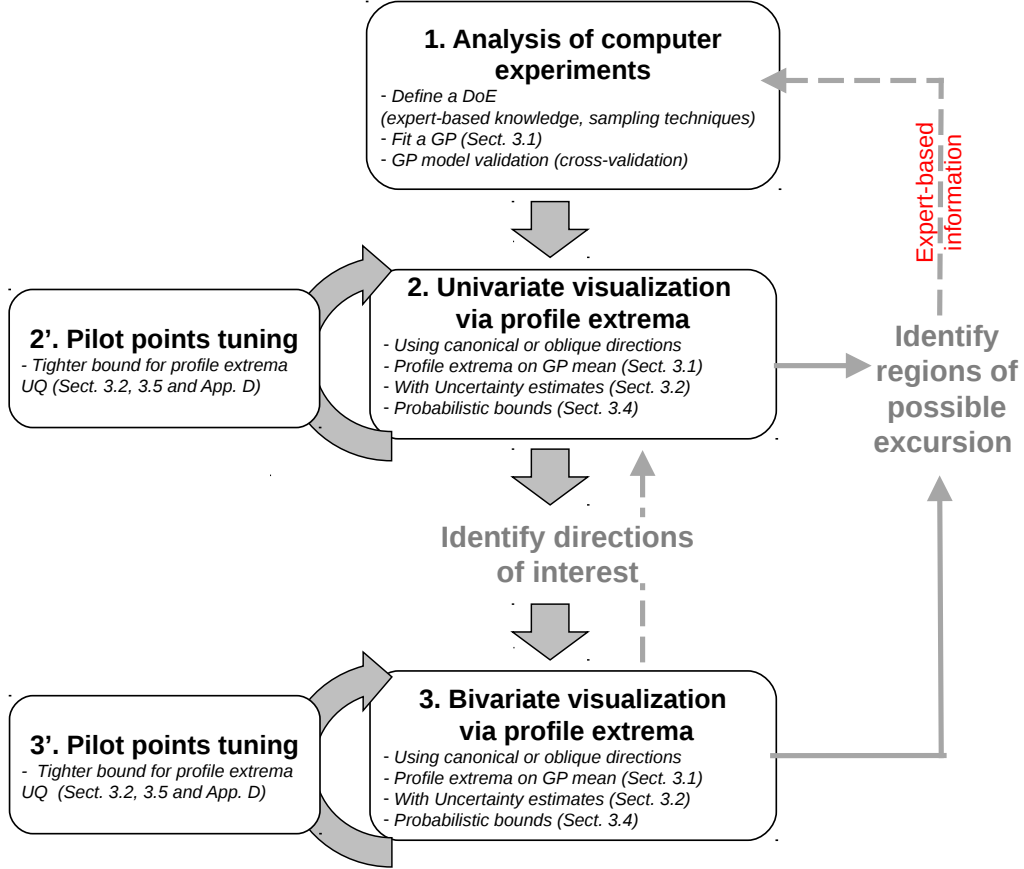 1. Analysis of computer
experiments
- Define a DoE
(expert-based knowledge, sampling techniques)
- Fit a GP (Sect. 3.1)
- GP model validation (cross-validation)
Expert-based
information
2. Univariate visualization
via profile extrema
- Using canonical or oblique directions
- Profile extrema on GP mean (Sect. 3.1)
- With Uncertainty estimates (Sect. 3.2)
- Probabilistic bounds (Sect. 3.4)
2'. Pilot points tuning
- Tighter bound for profile extrema
UQ (Sect. 3.2, 3.5 and App. D)
Identify
regions of
possible
excursion
Identify directions
of interest
3. Bivariate visualization
via profile extrema
- Using canonical or oblique directions
- Profile extrema on GP mean (Sect. 3.1)
- With Uncertainty estimates (Sect. 3.2)
- Probabilistic bounds (Sect. 3.4)
3'. Pilot points tuning
- Tighter bound for profile extrema
UQ (Sect. 3.2, 3.5 and App. D)